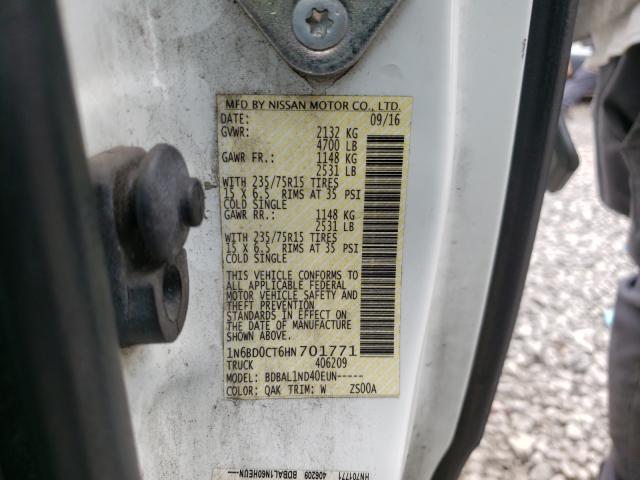 MFD BY NISSAN MOTOR CO., LTD.
DATE: 09/16
GVWR: 2132 KG
4700 LB
GAWR FR.: 1148 KG
2531 LB
WITH 235/75R15 TIRES
15 X 6.5 RIMS AT 35 PSI
COLD SINGLE
GAWR RR.: 1148 KG
2531 LB
WITH 235/75R15 TIRES
15 X 6.5 RIMS AT 35 PSI
COLD SINGLE
THIS VEHICLE CONFORMS TO
ALL APPLICABLE FEDERAL
MOTOR VEHICLE SAFETY AND
THEFT PREVENTION
STANDARDS IN EFFECT ON
THE DATE OF MANUFACTURE
SHOWN ABOVE.
1N6BD0CT6HN701771
TRUCK 406209
MODEL: BDBAL1ND40EUN-----
COLOR: QAK TRIM: W ZS00A
HN701771
406209 BDBAL1N60HEUN--